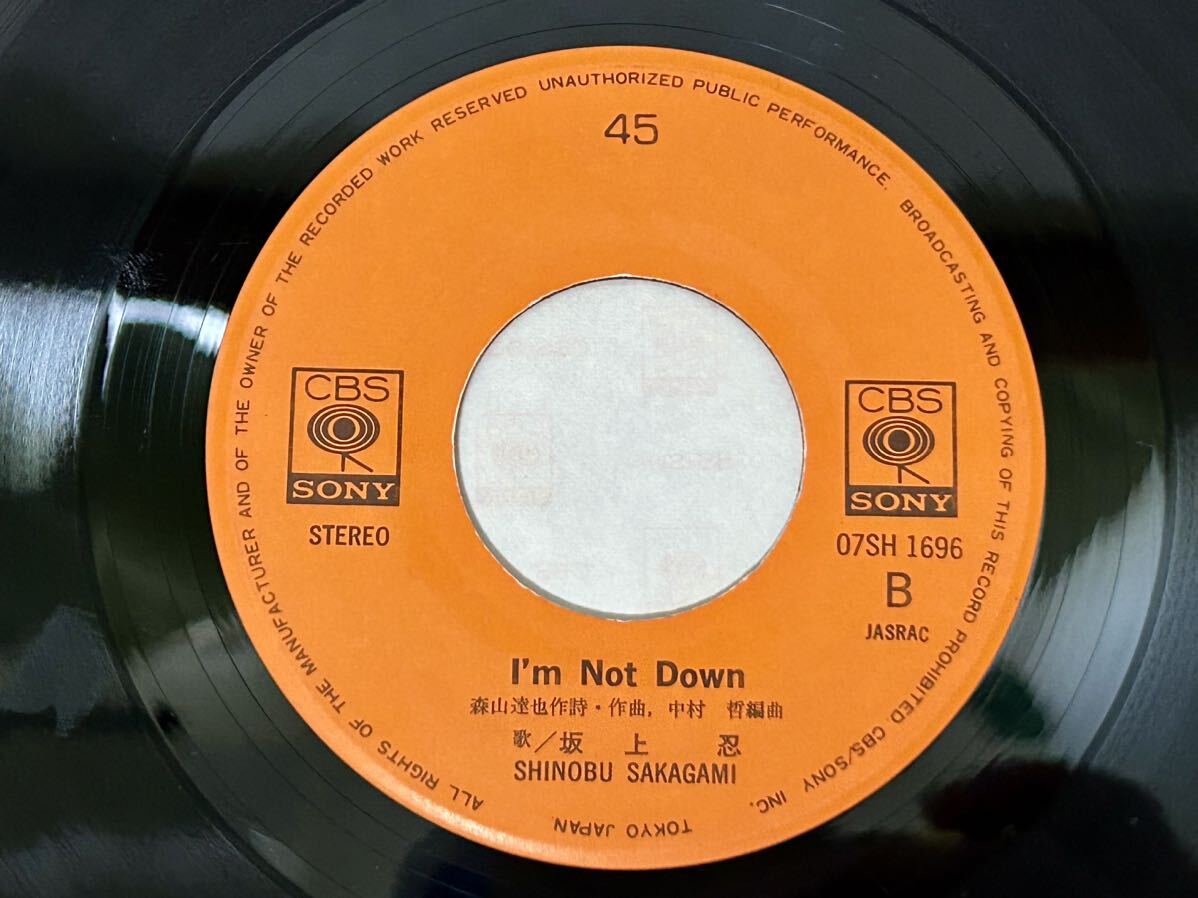 45
ALL RIGHTS OF THE MANUFACTURER AND OF THE OWNER OF THE RECORDED WORK RESERVED UNAUTHORIZED PUBLIC PERFORMANCE. BROADCASTING AND COPYING OF THIS RECORD PROHIBITED. CBS/SONY INC.
TOKYO JAPAN.
CBS
SONY
STEREO
CBS
SONY
07SH 1696
B
JASRAC
I'm Not Down
森山達也作詩・作曲, 中村 哲編曲
歌/坂上 忍
SHINOBU SAKAGAMI